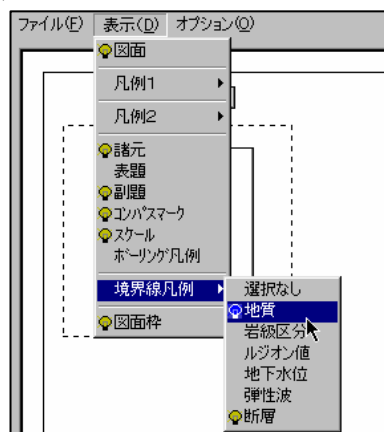 ファイル(F) 表示(D) オプション(O)
図面
凡例1
凡例2
諸元
表題
副題
コンパスマーク
スケール
ボーリング凡例
境界線凡例
図面枠
選択なし
地質
岩級区分
ルジオン値
地下水位
弾性波
断層